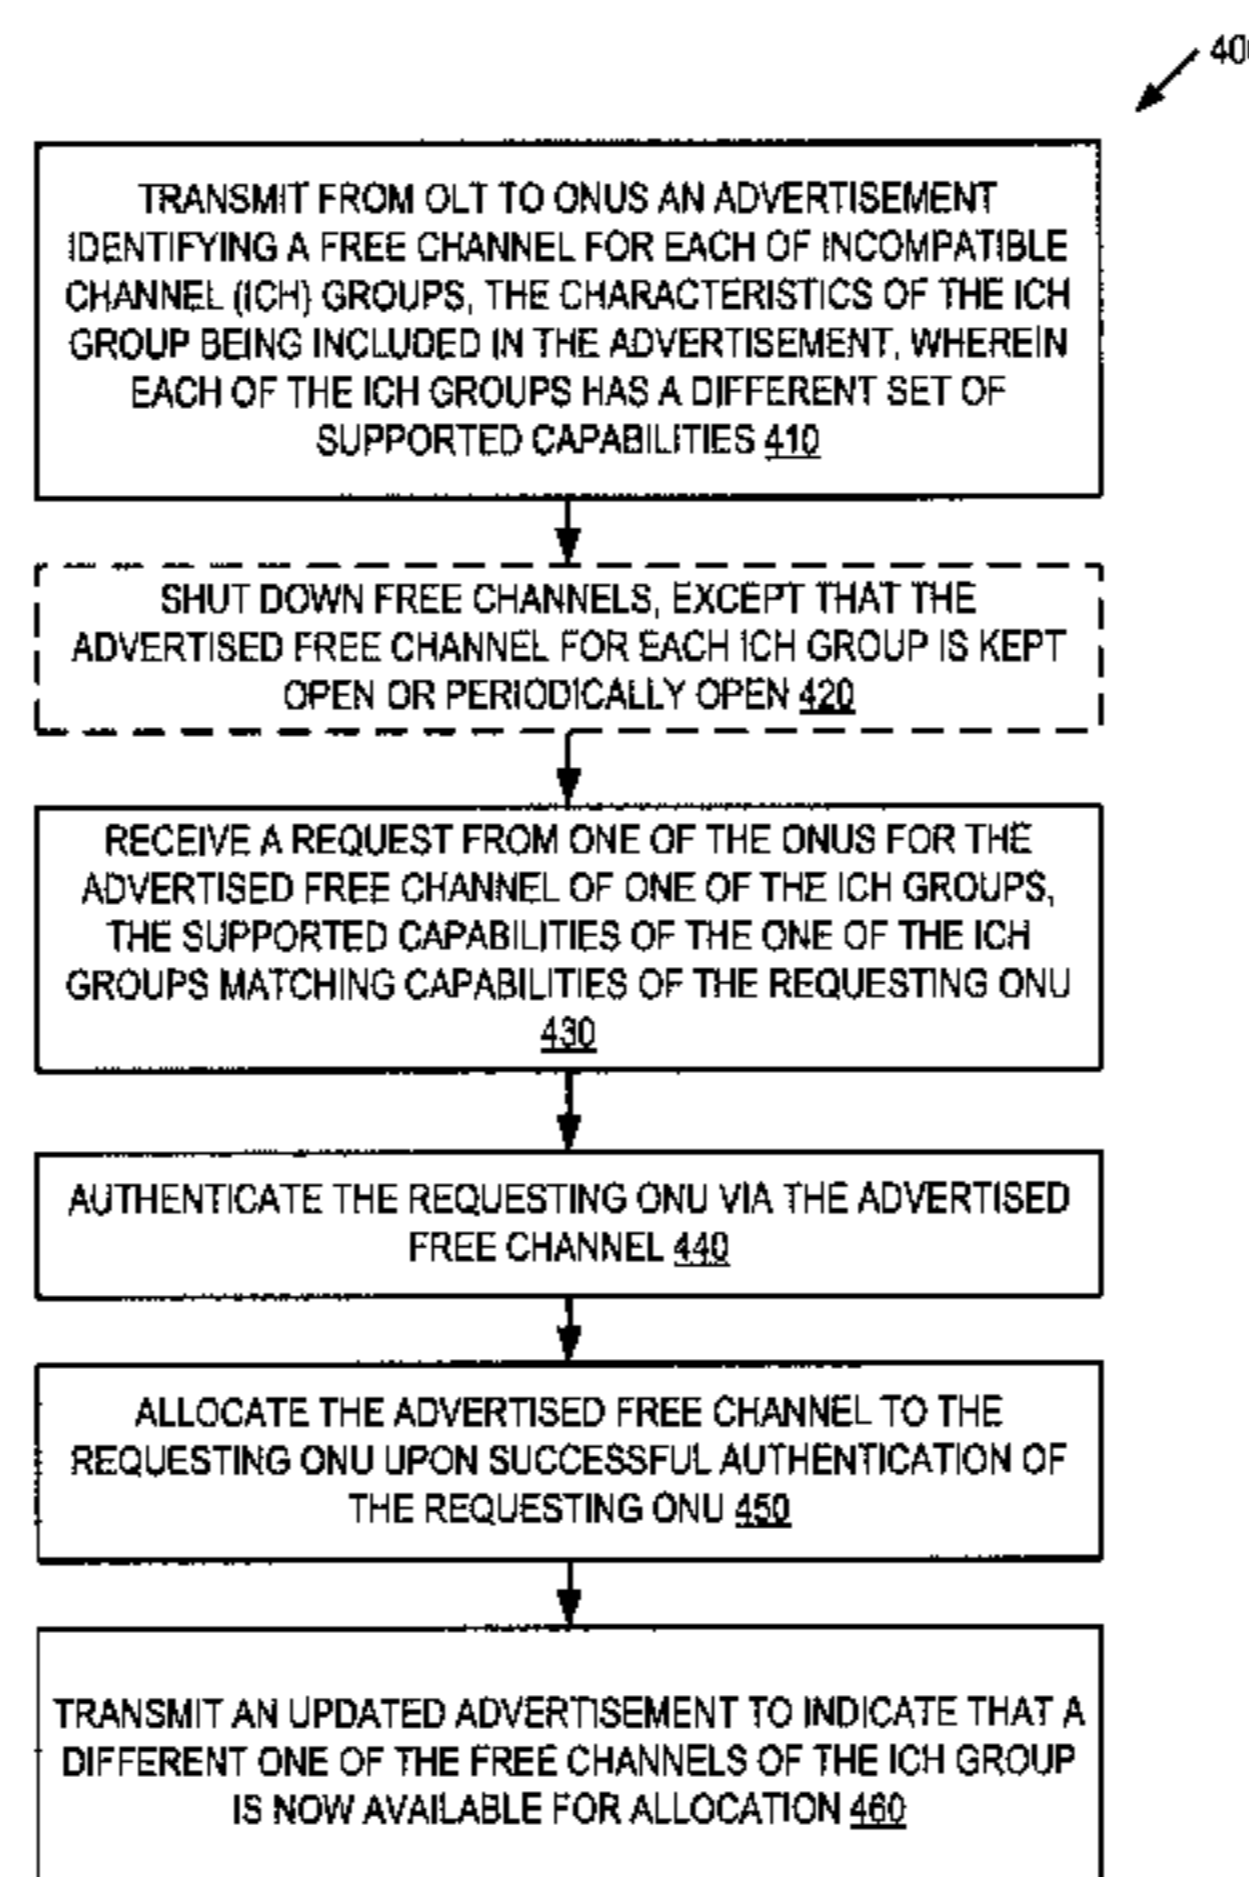 400
TRANSMIT FROM OLT TO ONUS AN ADVERTISEMENT
IDENTIFYING A FREE CHANNEL FOR EACH OF INCOMPATIBLE
CHANNEL (ICH) GROUPS, THE CHARACTERISTICS OF THE ICH
GROUP BEING INCLUDED IN THE ADVERTISEMENT, WHEREIN
EACH OF THE ICH GROUPS HAS A DIFFERENT SET OF
SUPPORTED CAPABILITIES 410
SHUT DOWN FREE CHANNELS, EXCEPT THAT THE
ADVERTISED FREE CHANNEL FOR EACH ICH GROUP IS KEPT
OPEN OR PERIODICALLY OPEN 420
RECEIVE A REQUEST FROM ONE OF THE ONUS FOR THE
ADVERTISED FREE CHANNEL OF ONE OF THE ICH GROUPS,
THE SUPPORTED CAPABILITIES OF THE ONE OF THE ICH
GROUPS MATCHING CAPABILITIES OF THE REQUESTING ONU
430
AUTHENTICATE THE REQUESTING ONU VIA THE ADVERTISED
FREE CHANNEL 440
ALLOCATE THE ADVERTISED FREE CHANNEL TO THE
REQUESTING ONU UPON SUCCESSFUL AUTHENTICATION OF
THE REQUESTING ONU 450
TRANSMIT AN UPDATED ADVERTISEMENT TO INDICATE THAT A
DIFFERENT ONE OF THE FREE CHANNELS OF THE ICH GROUP
IS NOW AVAILABLE FOR ALLOCATION 460